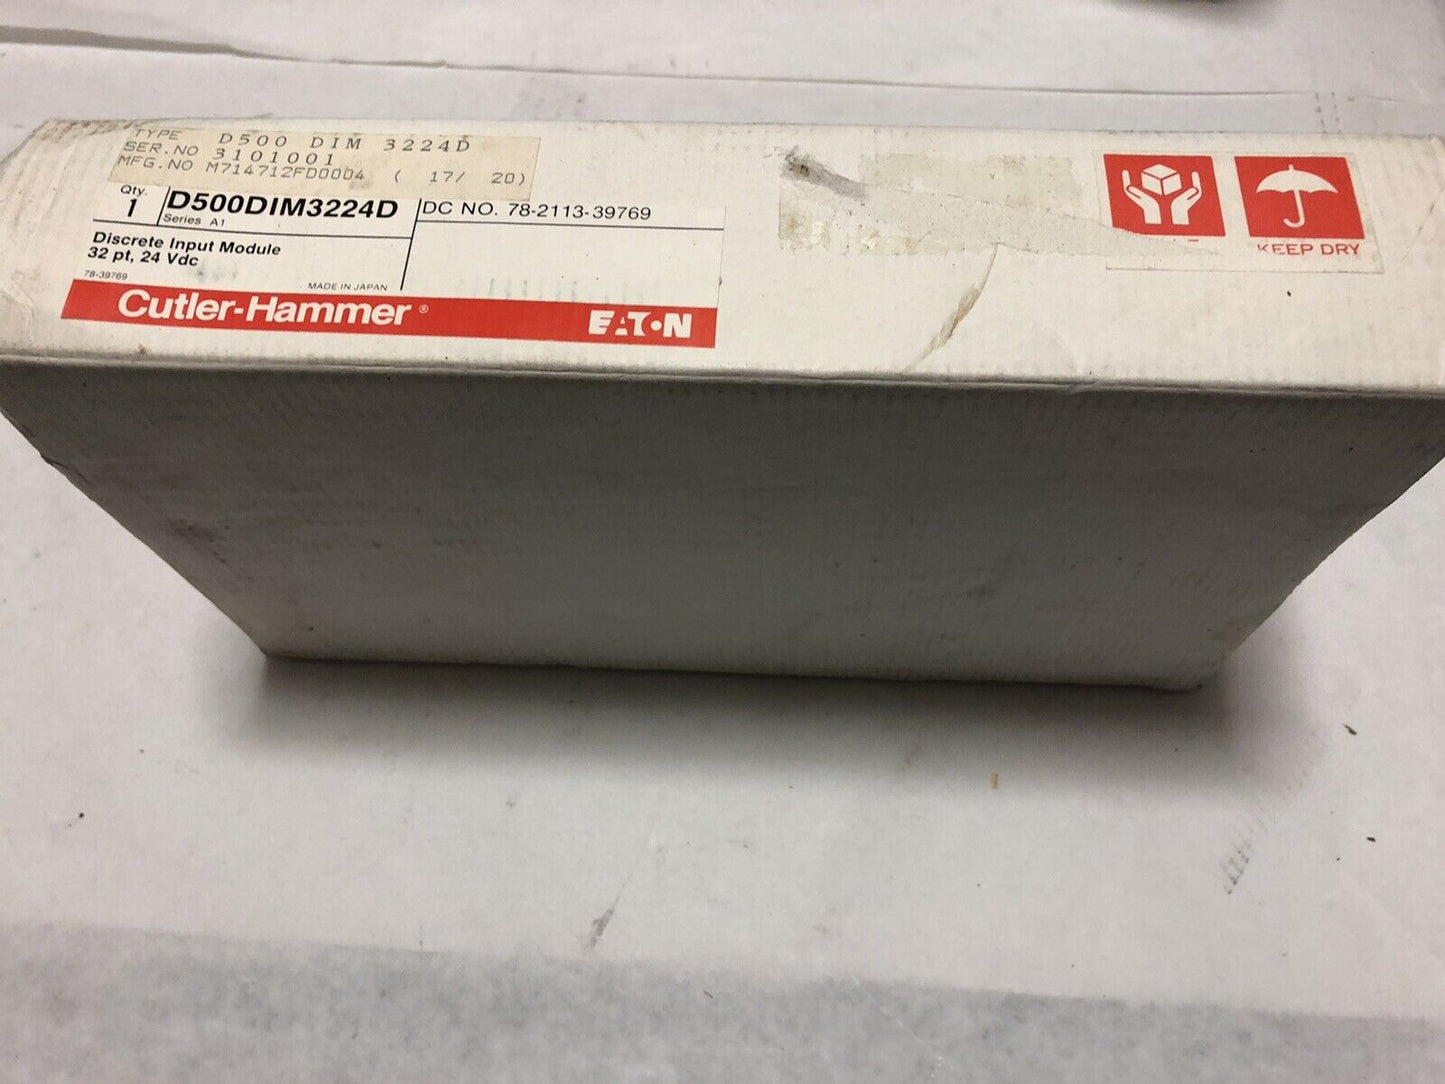 TYPE D500 DIM 3224D
SER.NO 3101001
MFG.NO M714712FD0004 ( 17/ 20)
Qty. 1
D500DIM3224D
Series A1
DC NO. 78-2113-39769
Discrete Input Module
32 pt, 24 Vdc
78-39769
MADE IN JAPAN
Cutler-Hammer®
EATON
KEEP DRY